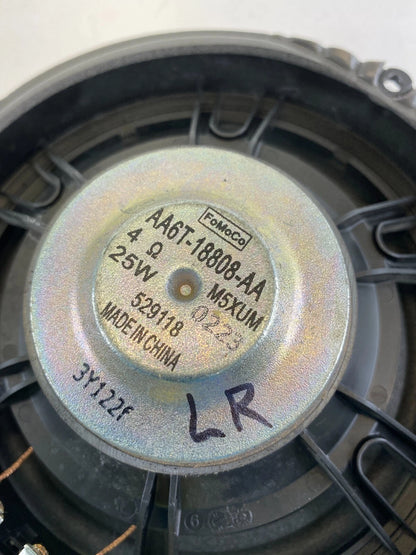 FoMoCo
AA6T-18808-AA
4 Ω M5XUM
25W 0223
529118
MADE IN CHINA
3Y122f
LR